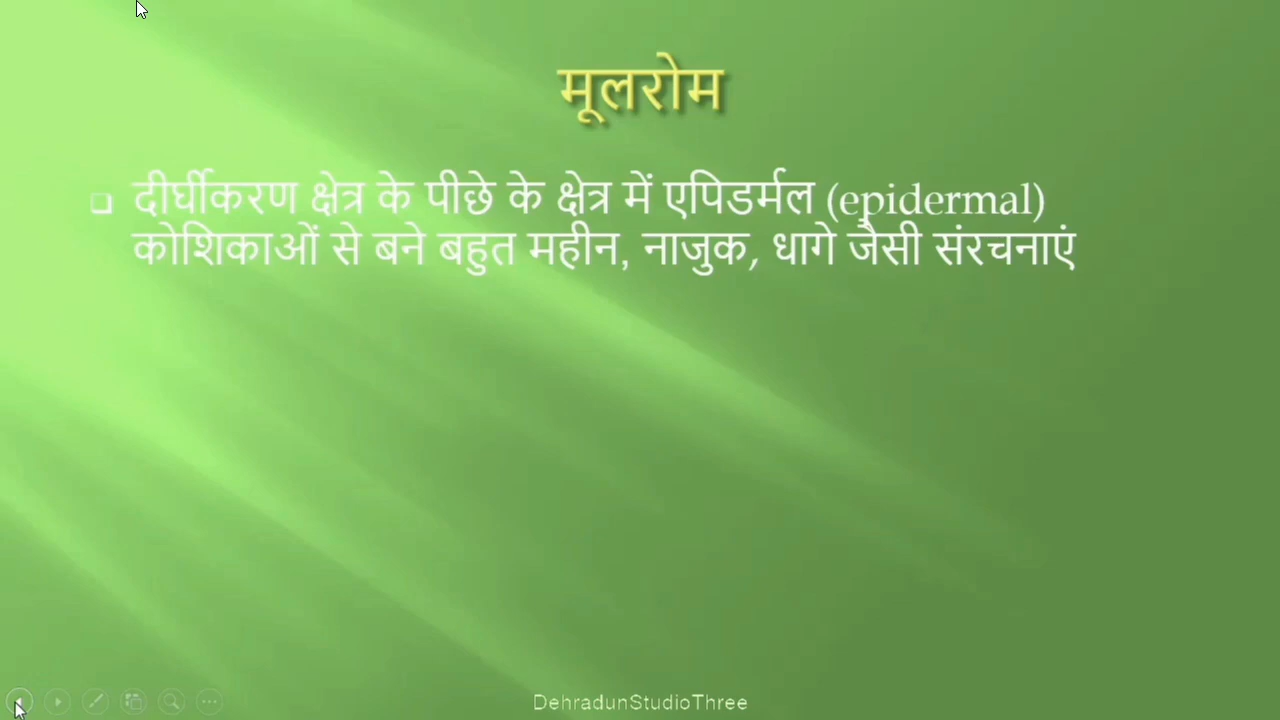 मूलरोम
❑ दीर्घीकरण क्षेत्र के पीछे के क्षेत्र में एपिडर्मल (epidermal)
कोशिकाओं से बने बहुत महीन, नाजुक, धागे जैसी संरचनाएं
DehradunStudioThree